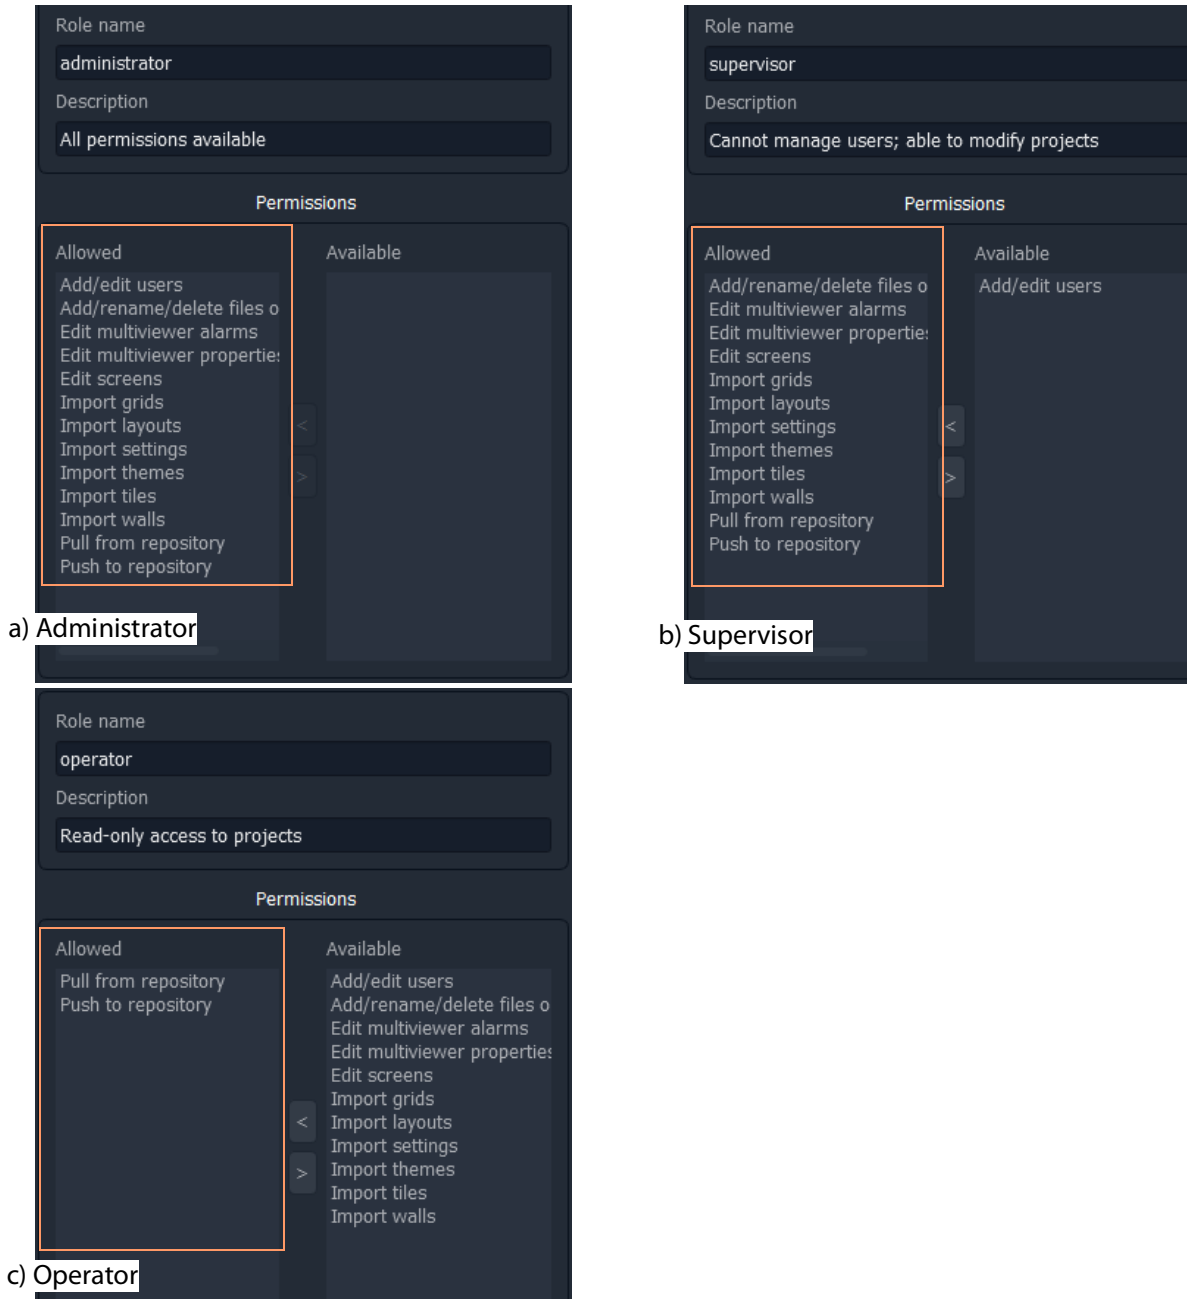 Role name
administrator
Description
All permissions available
Permissions
Allowed
Available
Add/edit users
Add/rename/delete files o
Edit multiviewer alarms
Edit multiviewer properties
Edit screens
Import grids
Import layouts
<
Import settings
Import themes
>
Import tiles
Import walls
Pull from repository
Push to repository
a) Administrator
Role name
supervisor
Description
Cannot manage users; able to modify projects
Permissions
Allowed
Available
Add/rename/delete files o
Add/edit users
Edit multiviewer alarms
Edit multiviewer properties
Edit screens
Import grids
Import layouts
Import settings
<
Import themes
Import tiles
>
Import walls
Pull from repository
Push to repository
b) Supervisor
Role name
operator
Description
Read-only access to projects
Permissions
Allowed
Available
Pull from repository
Push to repository
Add/edit users
Add/rename/delete files o
Edit multiviewer alarms
Edit multiviewer properties
Edit screens
Import grids
<
Import layouts
Import settings
>
Import themes
Import tiles
Import walls
c) Operator